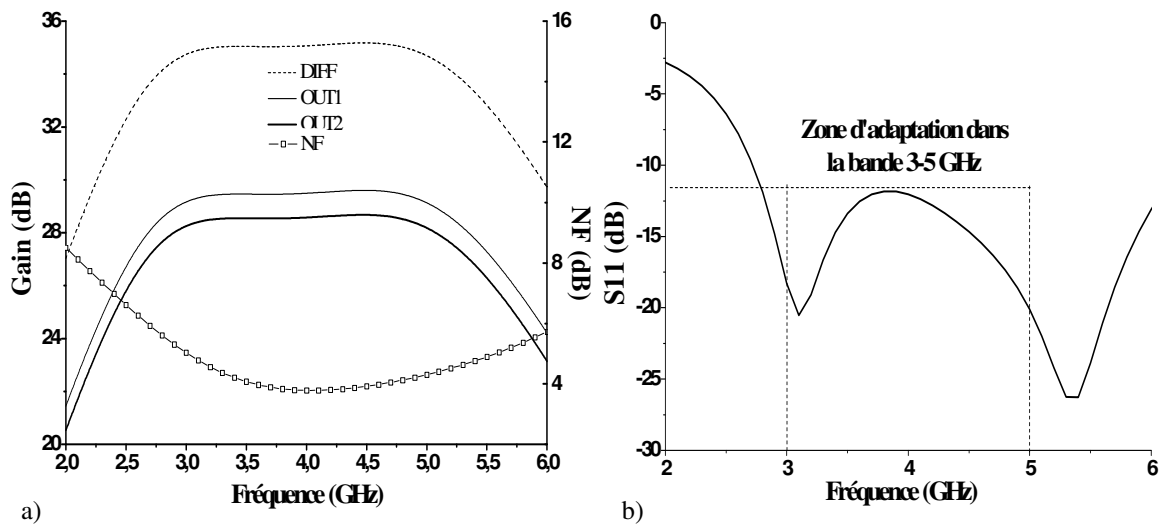 36
32
28
24
20
Gain (dB)
DIFF
OUT1
OUT2
NF
16
12
8
4
NF (dB)
2,0 2,5 3,0 3,5 4,0 4,5 5,0 5,5 6,0
Fréquence (GHz)
a)
0
-5
-10
-15
-20
-25
-30
S11 (dB)
Zone d'adaptation dans
la bande 3-5 GHz
2 3 4 5 6
Fréquence (GHz)
b)